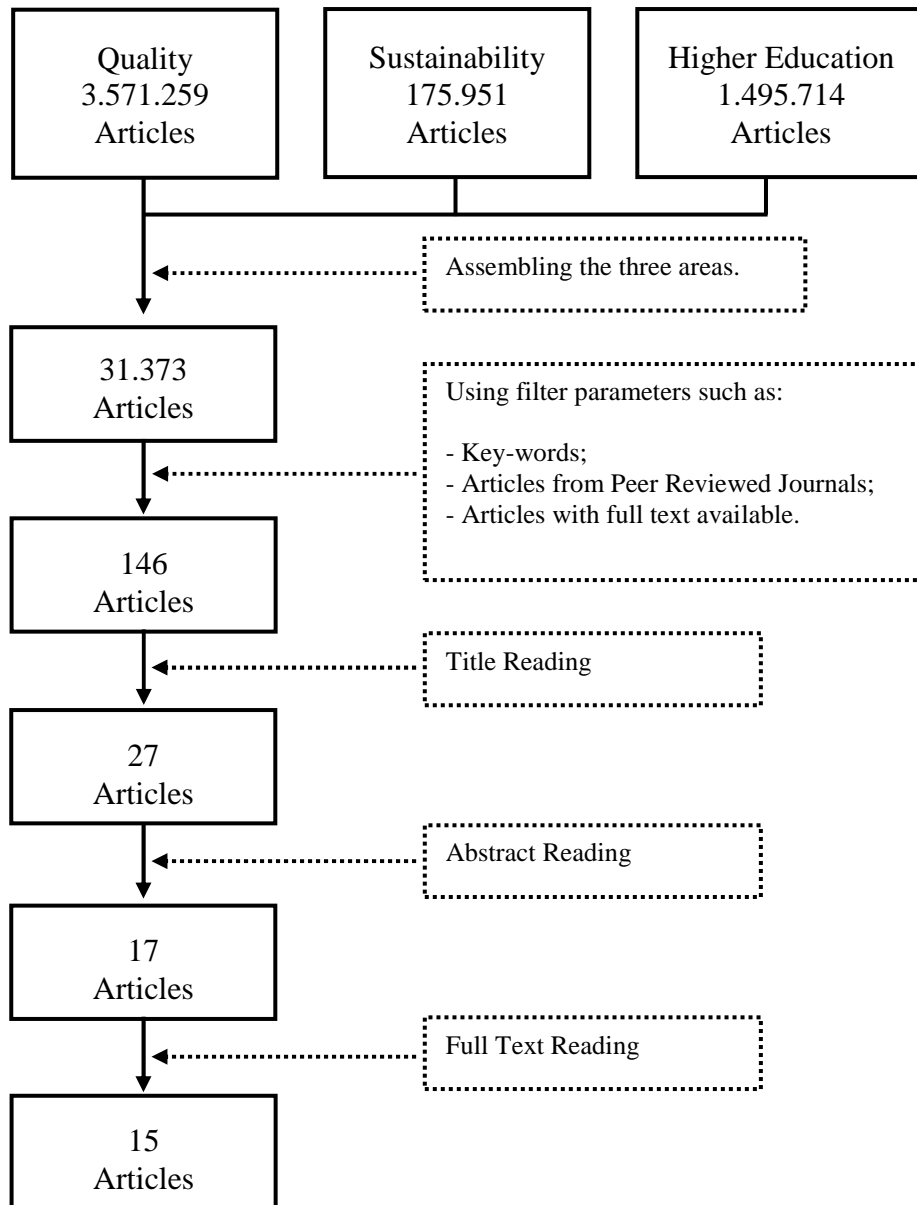 Quality
3.571.259
Articles
Sustainability
175.951
Articles
Higher Education
1.495.714
Articles
Assembling the three areas.
31.373
Articles
Using filter parameters such as:
- Key-words;
- Articles from Peer Reviewed Journals;
- Articles with full text available.
146
Articles
Title Reading
27
Articles
Abstract Reading
17
Articles
Full Text Reading
15
Articles